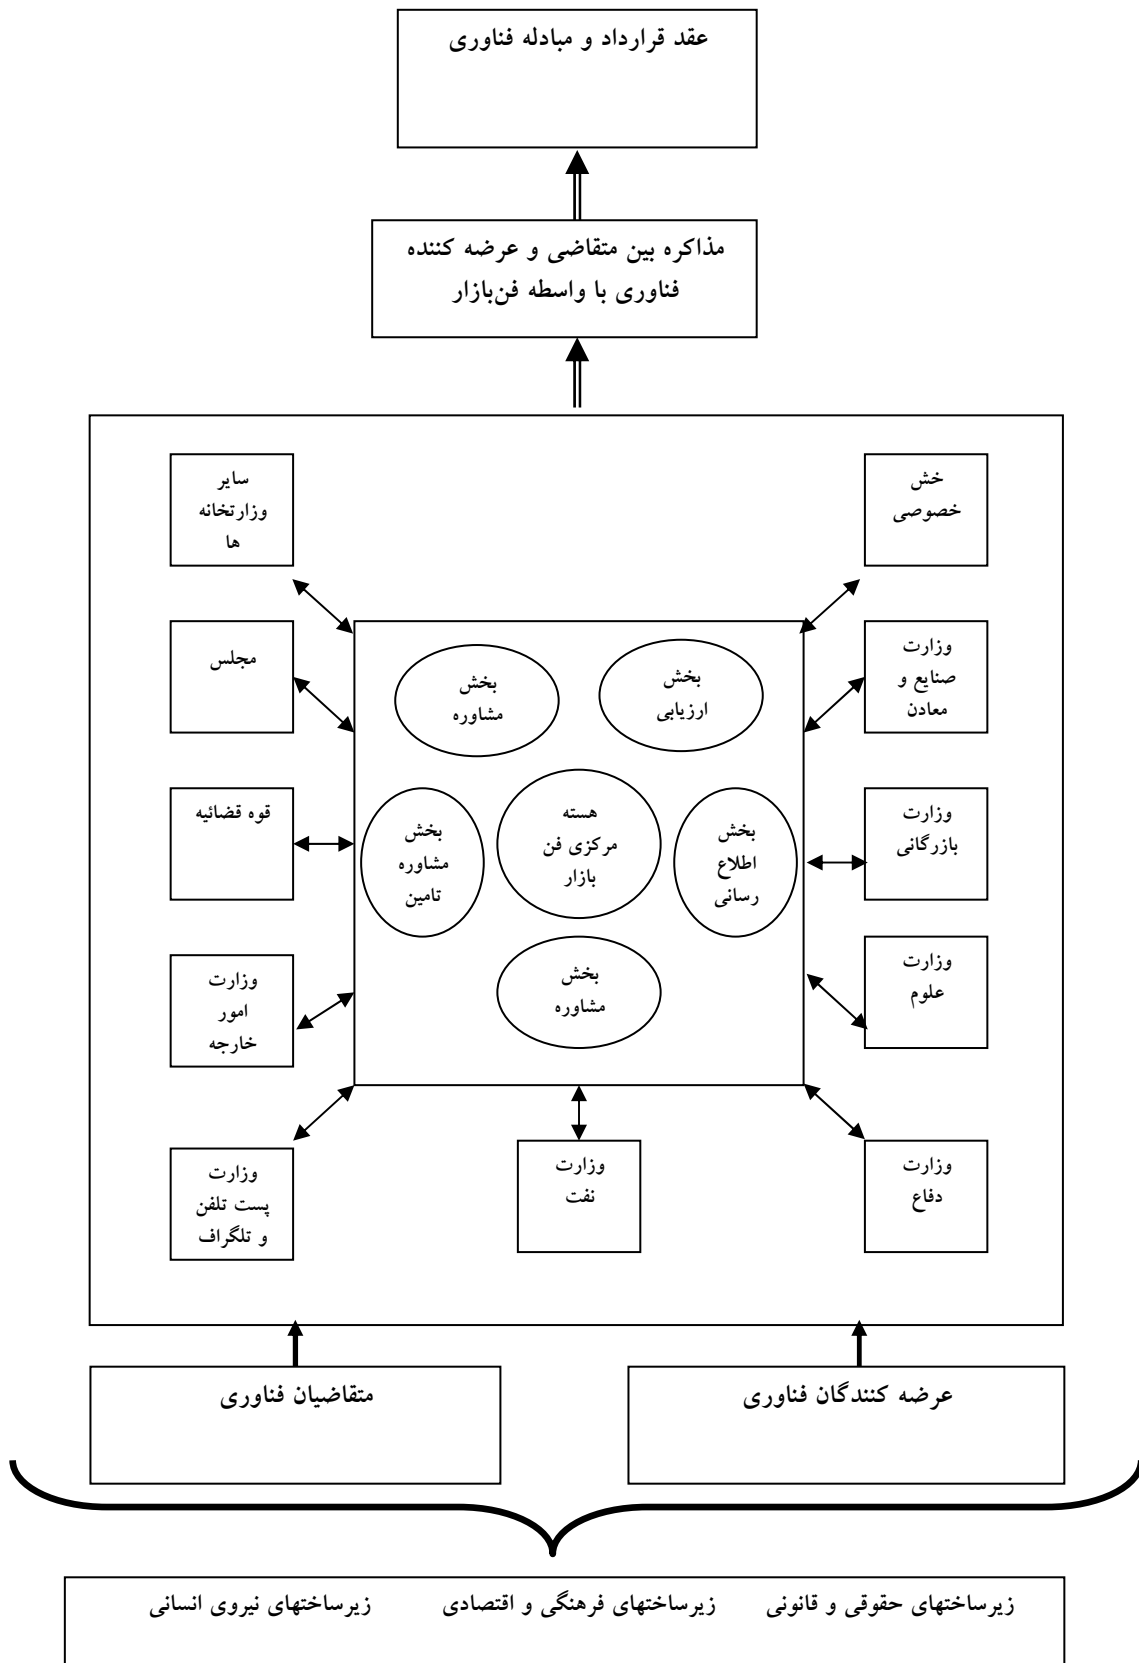 عقد قرارداد و مبادله فناوری
مذاکره بین متقاضی و عرضه کننده
فناوری با واسطه فن‌بازار
خش
خصوصی
سایر
وزارتخانه
ها
وزارت
صنایع و
معادن
بخش
ارزیابی
بخش
مشاوره
مجلس
وزارت
بازرگانی
بخش
اطلاع
رسانی
هسته
مرکزی فن
بازار
بخش
مشاوره
تامین
قوه قضائیه
وزارت
علوم
بخش
مشاوره
وزارت
امور
خارجه
وزارت
دفاع
وزارت
نفت
وزارت
پست تلفن
و تلگراف
عرضه کنندگان فناوری
متقاضیان فناوری
زیرساختهای حقوقی و قانونی زیرساختهای فرهنگی و اقتصادی زیرساختهای نیروی انسانی